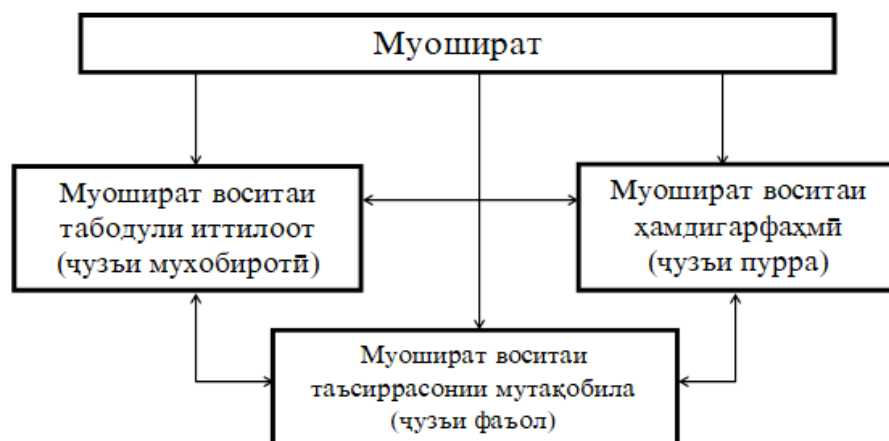 Муошират
Муошират воситаи
табодули иттилоот
(ҷузъи мухобиротӣ)
Муошират воситаи
ҳамдигарфаҳмӣ
(ҷузъи пурра)
Муошират воситаи
таъсиррасонии мутақобила
(ҷузъи фаъол)